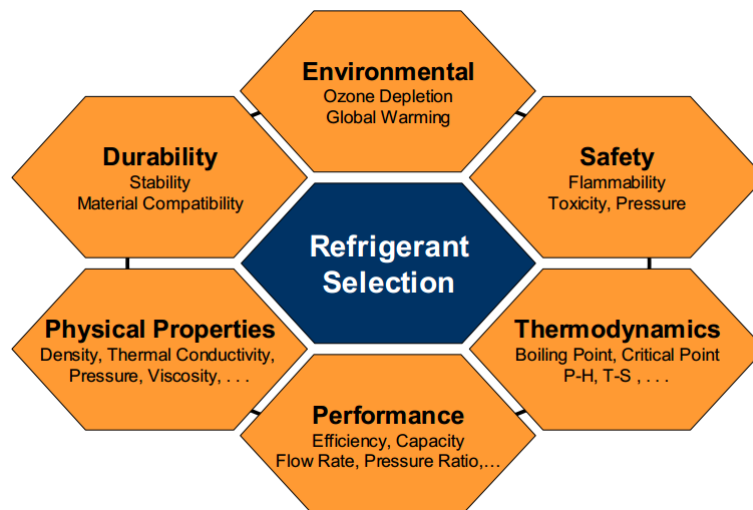 Environmental
Ozone Depletion
Global Warming
Durability
Stability
Material Compatibility
Safety
Flammability
Toxicity, Pressure
Refrigerant
Selection
Physical Properties
Density, Thermal Conductivity,
Pressure, Viscosity, . . .
Thermodynamics
Boiling Point, Critical Point
P-H, T-S , . . .
Performance
Efficiency, Capacity
Flow Rate, Pressure Ratio,...